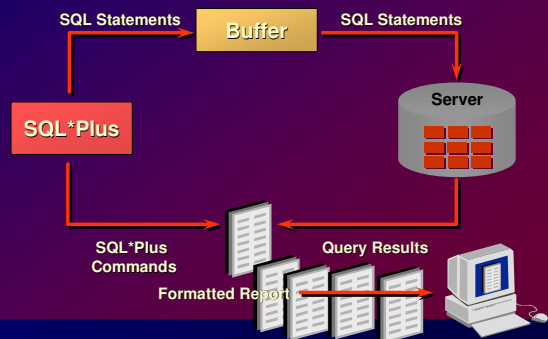 SQL Statements
Buffer
SQL Statements
SQL*Plus
Server
SQL*Plus
Commands
Query Results
Formatted Report